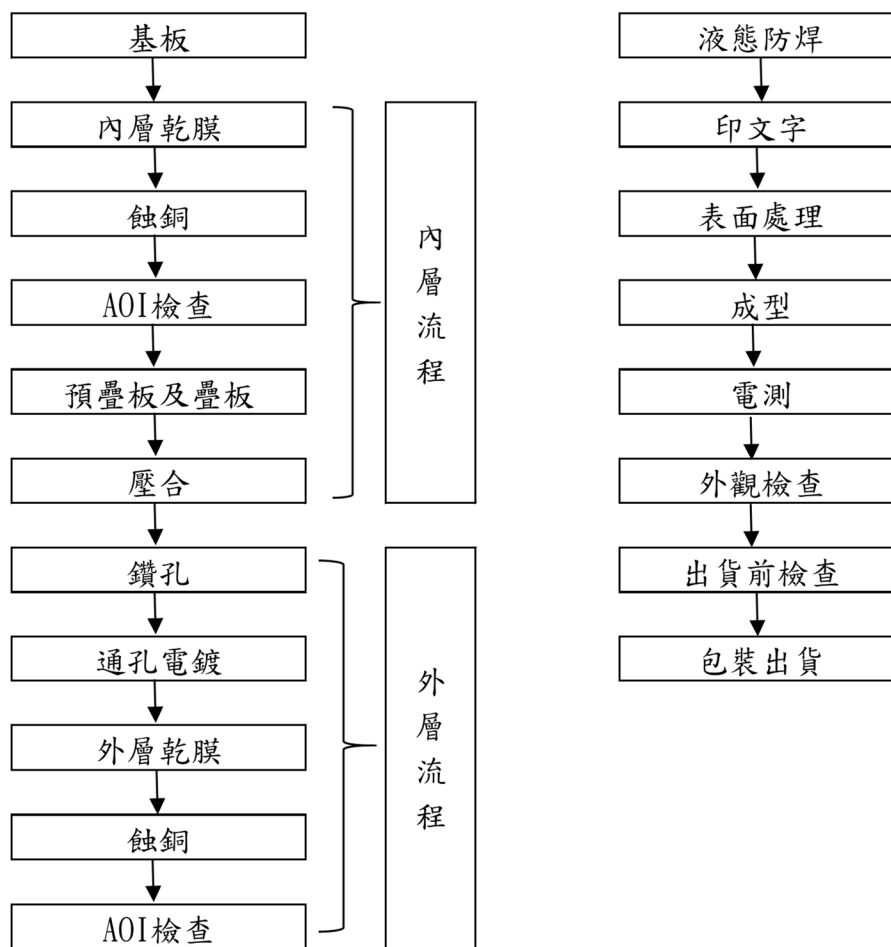 基板
內層乾膜
蝕銅
AOI檢查
預疊板及疊板
壓合
內層流程
鑽孔
通孔電鍍
外層乾膜
蝕銅
AOI檢查
外層流程
液態防焊
印文字
表面處理
成型
電測
外觀檢查
出貨前檢查
包裝出貨